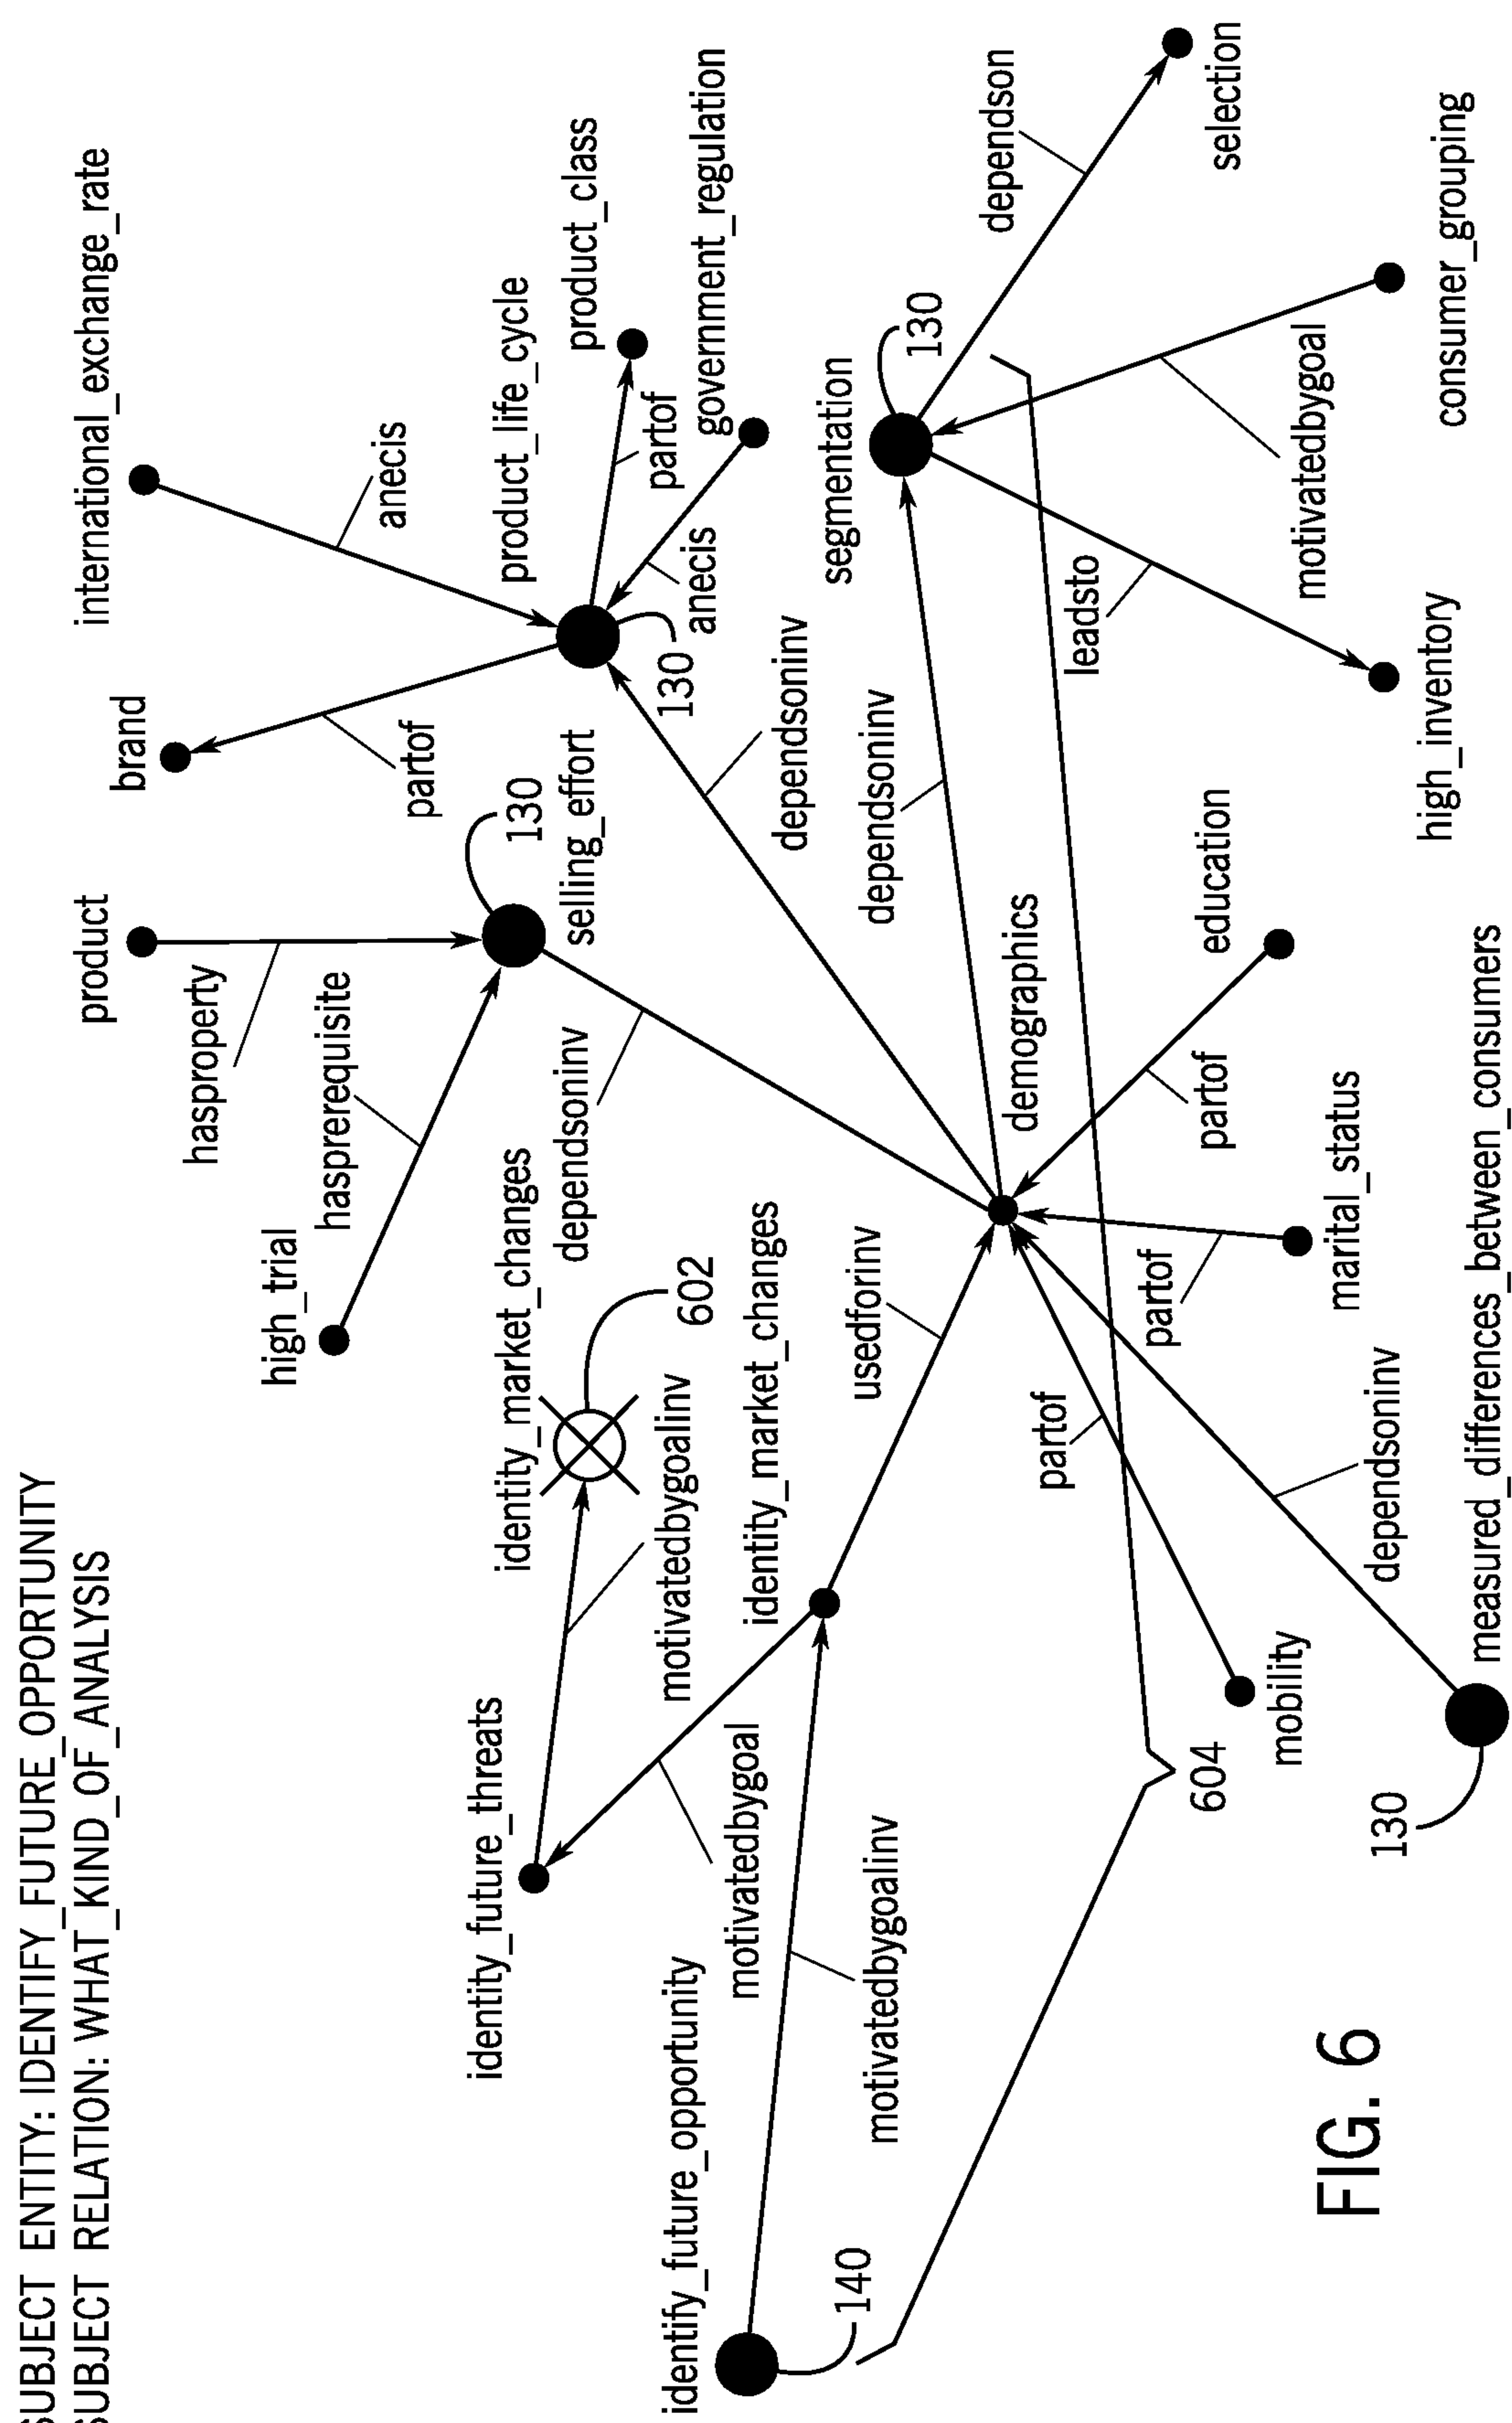 SUBJECT ENTITY: IDENTIFY_FUTURE_OPPORTUNITY
SUBJECT RELATION: WHAT_KIND_OF_ANALYSIS
international_exchange_rate
product
brand
anecis
hasproperty
high_trial
hasprerequisite
partof
product_life_cycle
product_class
130
selling_effort
identity_future_threats
identity_market_changes
dependsoninv
130
partof
anecis
government_regulation
602
motivatedbygoalinv
identity_market_changes
dependsoninv
identify_future_opportunity
motivatedbygoal
usedforinv
dependsoninv
segmentation
130
140
motivatedbygoalinv
dependson
demographics
partof
leadsto
selection
partof
partof
education
604
mobility
motivatedbygoal
marital_status
130
dependsoninv
high_inventory
consumer_grouping
measured_differences_between_consumers
FIG. 6